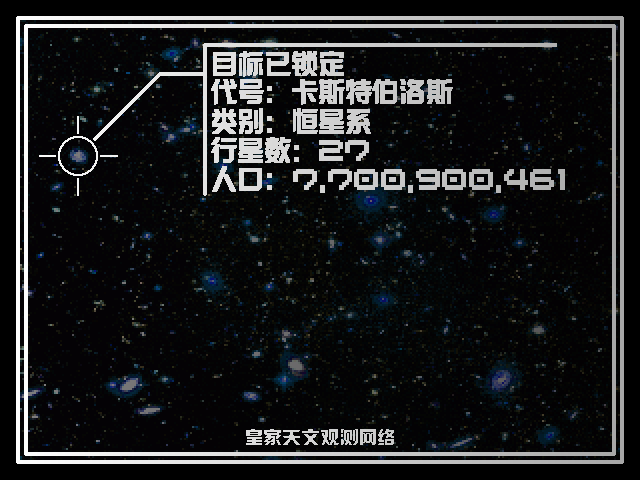 目标已锁定
代号：卡斯特伯洛斯
类别：恒星系
行星数：27
人口：7,700,900,461
皇家天文观测网络